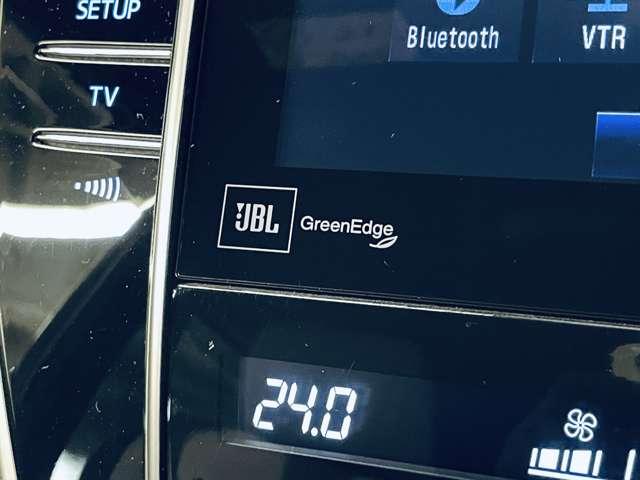 SETUP
Bluetooth
VTR
TV
JBL GreenEdge
24.0